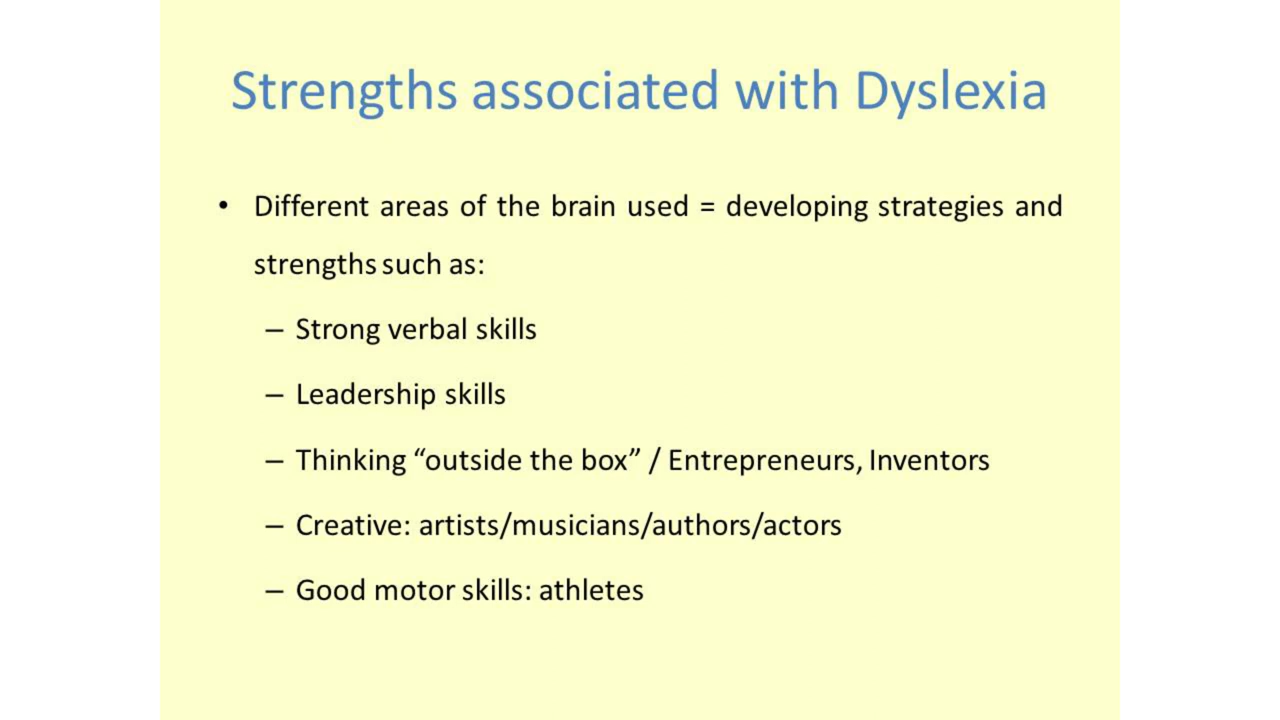 Strengths associated with Dyslexia
• Different areas of the brain used = developing strategies and
strengths such as:
– Strong verbal skills
– Leadership skills
– Thinking “outside the box” / Entrepreneurs, Inventors
– Creative: artists/musicians/authors/actors
– Good motor skills: athletes